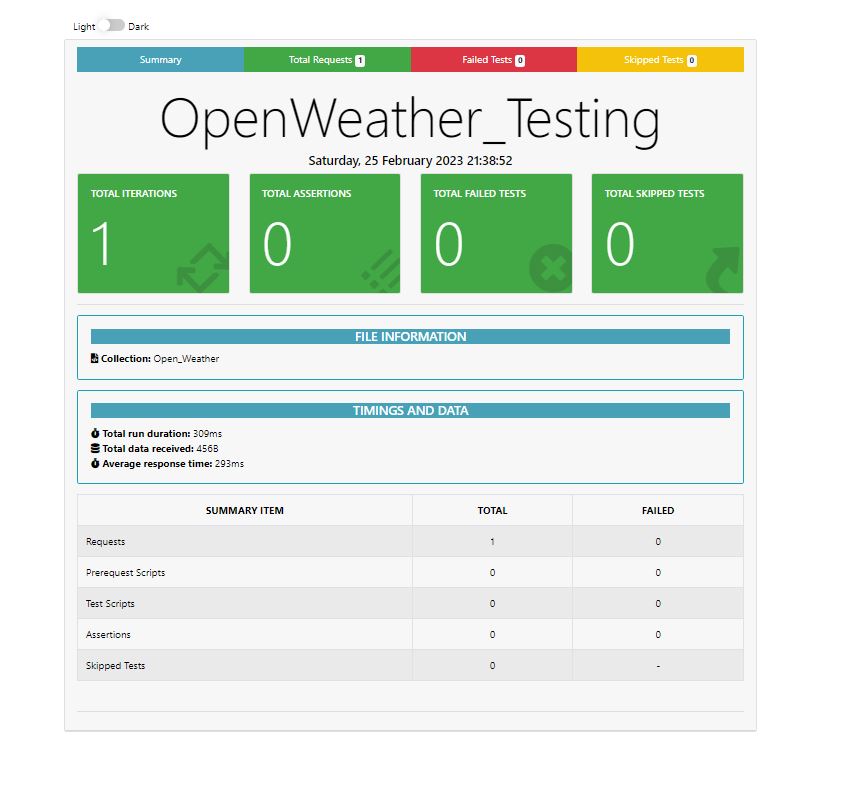 Light Dark
Summary Total Requests 1 Failed Tests 0 Skipped Tests 0
OpenWeather_Testing
Saturday, 25 February 2023 21:38:52
TOTAL ITERATIONS TOTAL ASSERTIONS TOTAL FAILED TESTS TOTAL SKIPPED TESTS
1 0 0 0
FILE INFORMATION
Collection: Open_Weather
TIMINGS AND DATA
Total run duration: 309ms
Total data received: 456B
Average response time: 293ms
SUMMARY ITEM TOTAL FAILED
Requests 1 0
Prerequest Scripts 0 0
Test Scripts 0 0
Assertions 0 0
Skipped Tests 0 -